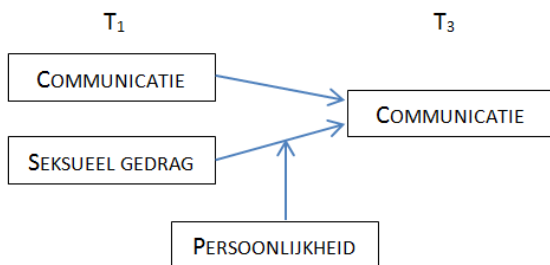 T1 T3
COMMUNICATIE
COMMUNICATIE
SEKSUEEL GEDRAG
PERSOONLIJKHEID